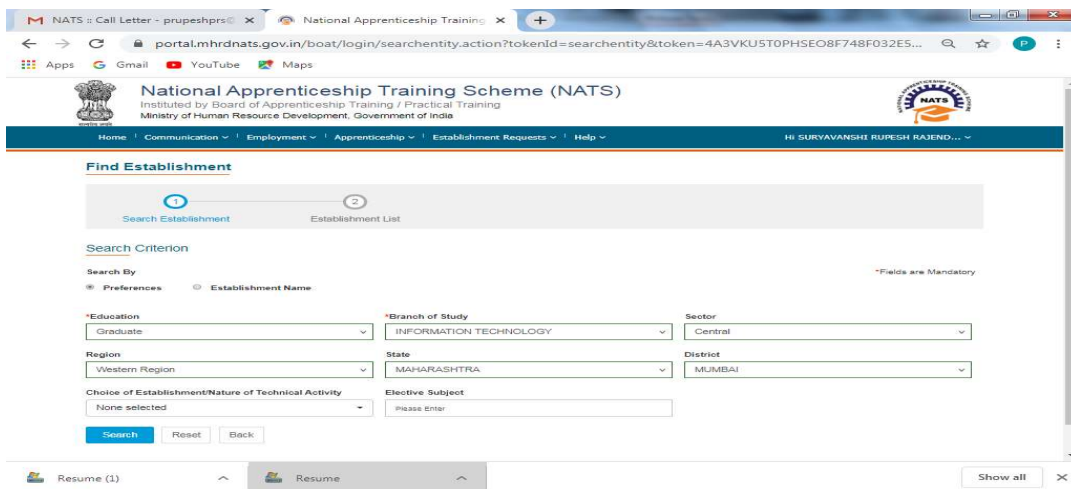 NATS :: Call Letter - prupeshprs
National Apprenticeship Training
portal.mhrdnats.gov.in/boat/login/searchentity.action?tokenId=searchentity&token=4A3VKU5T0PHSEO8F748F032E5...
P
Apps Gmail YouTube Maps
National Apprenticeship Training Scheme (NATS)
Instituted by Board of Apprenticeship Training / Practical Training
Ministry of Human Resource Development, Government of India
NATS
Home Communication Employment Apprenticeship Establishment Requests Help Hi SURYAVANSHI RUPESH RAJEND...
Find Establishment
1 2
Search Establishment Establishment List
Search Criterion
Search By *Fields are Mandatory
Preferences Establishment Name
*Education *Branch of Study Sector
Graduate INFORMATION TECHNOLOGY Central
Region State District
Western Region MAHARASHTRA MUMBAI
Choice of Establishment/Nature of Technical Activity Elective Subject
None selected Please Enter
Search Reset Back
Resume (1) Resume Show all